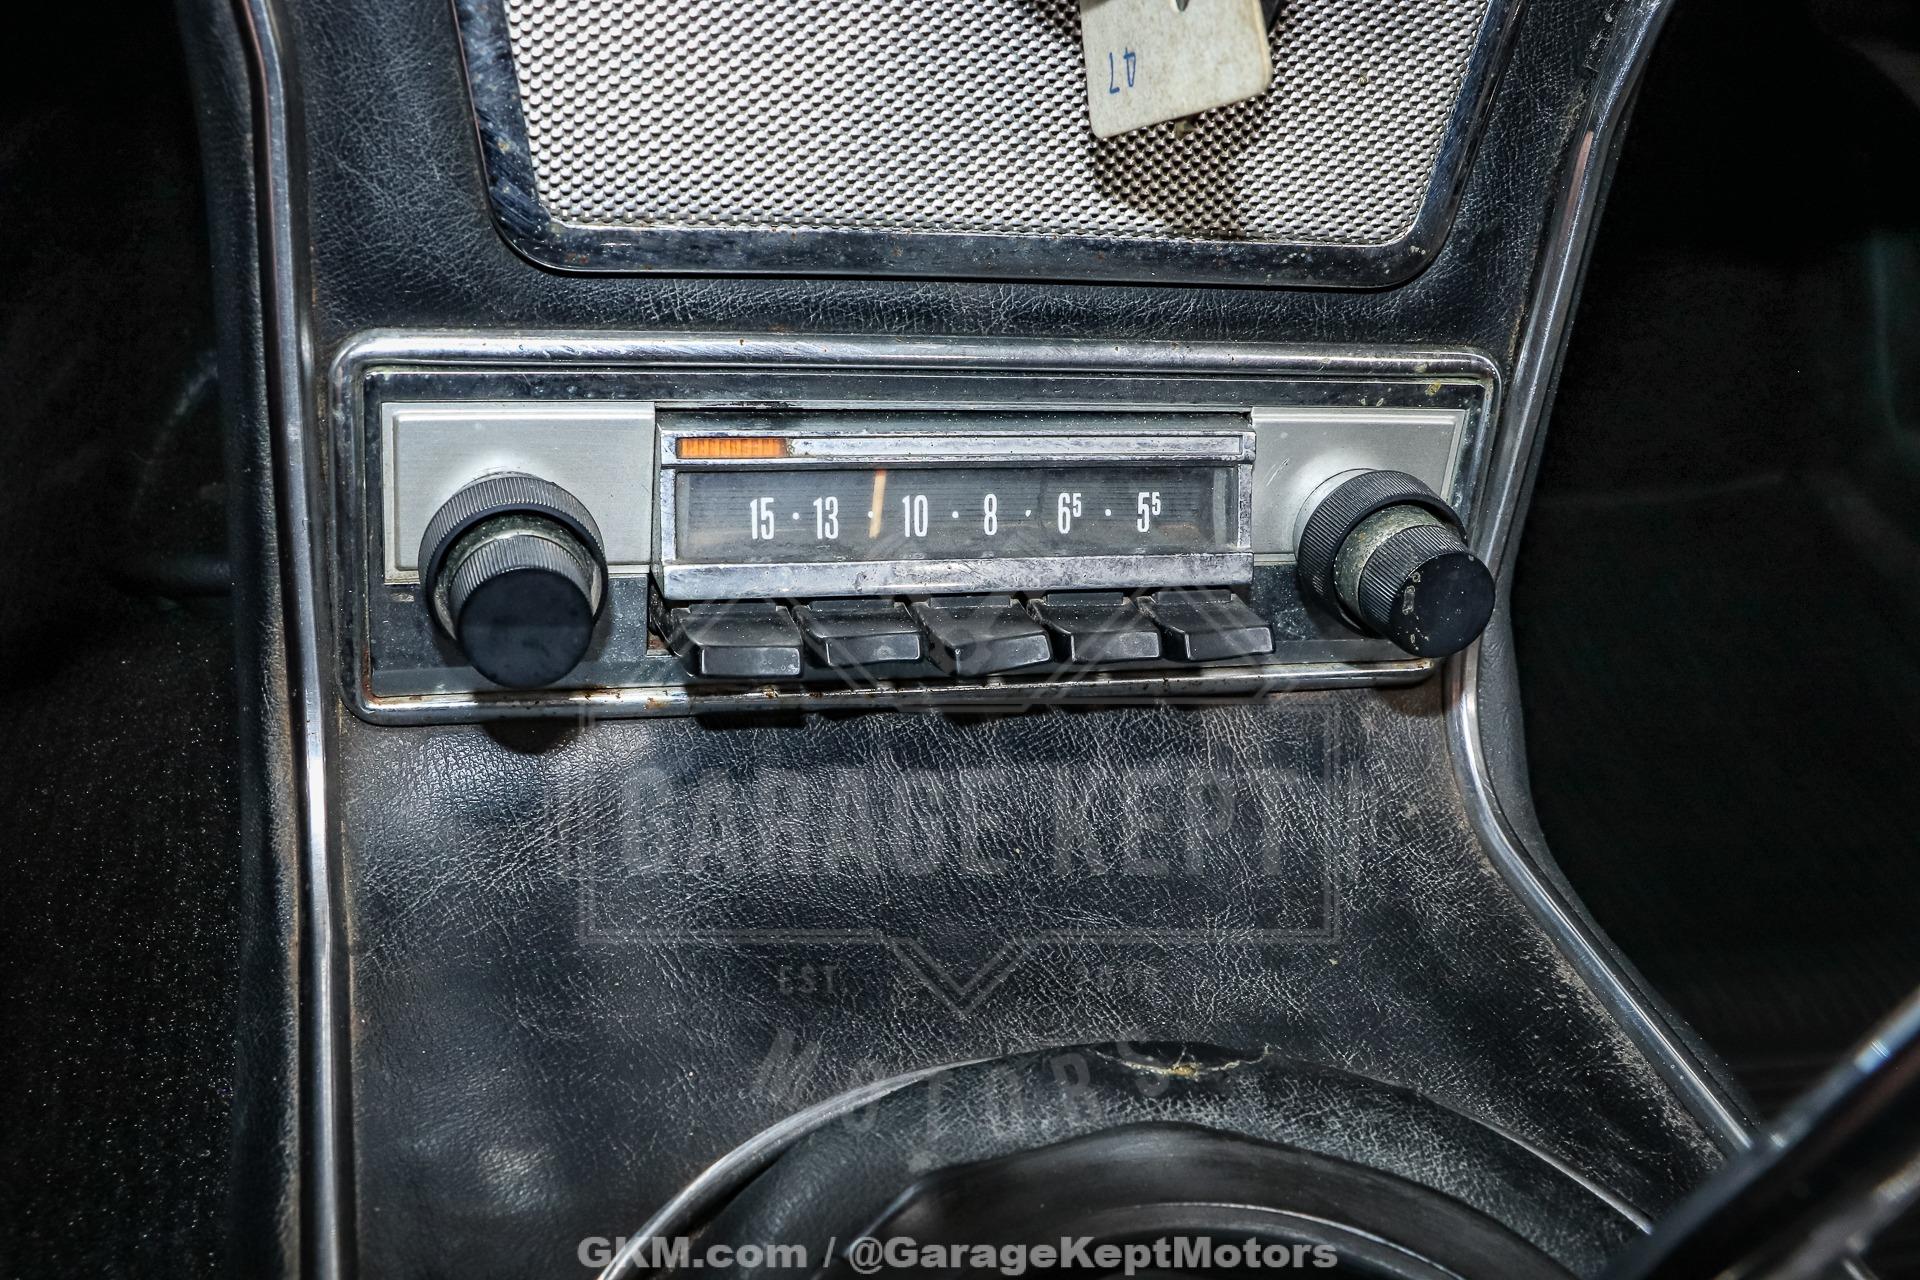 47
15 · 13 · 10 · 8 · 6⁵ · 5⁵
GARAGE KEPT
EST.
MOTORS
GKM.com / @GarageKeptMotors